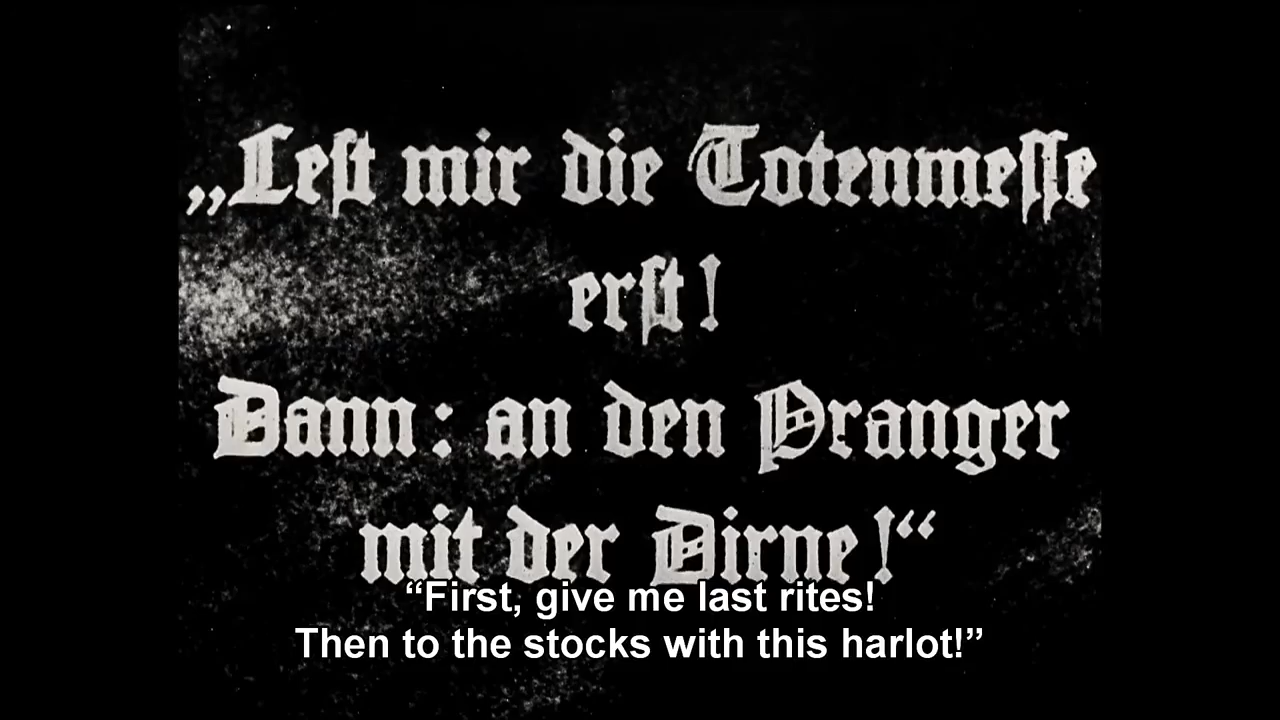 „Leſt mir die Totenmeſſe
erſt!
Dann: an den Pranger
mit der Dirne!“
“First, give me last rites!
Then to the stocks with this harlot!”